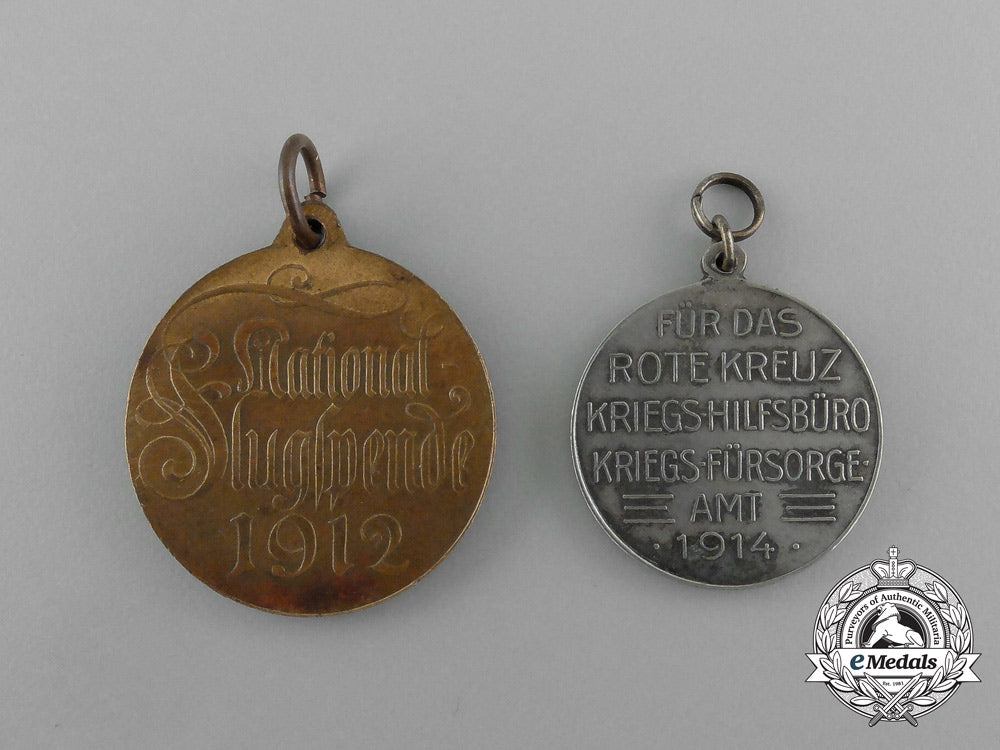 National-
Flugspende
1912
FÜR DAS
ROTE KREUZ
KRIEGS-HILFSBÜRO
KRIEGS-FÜRSORGE-
AMT
· 1914 ·
Purveyors of Authentic Militaria
eMedals
Est. 1981